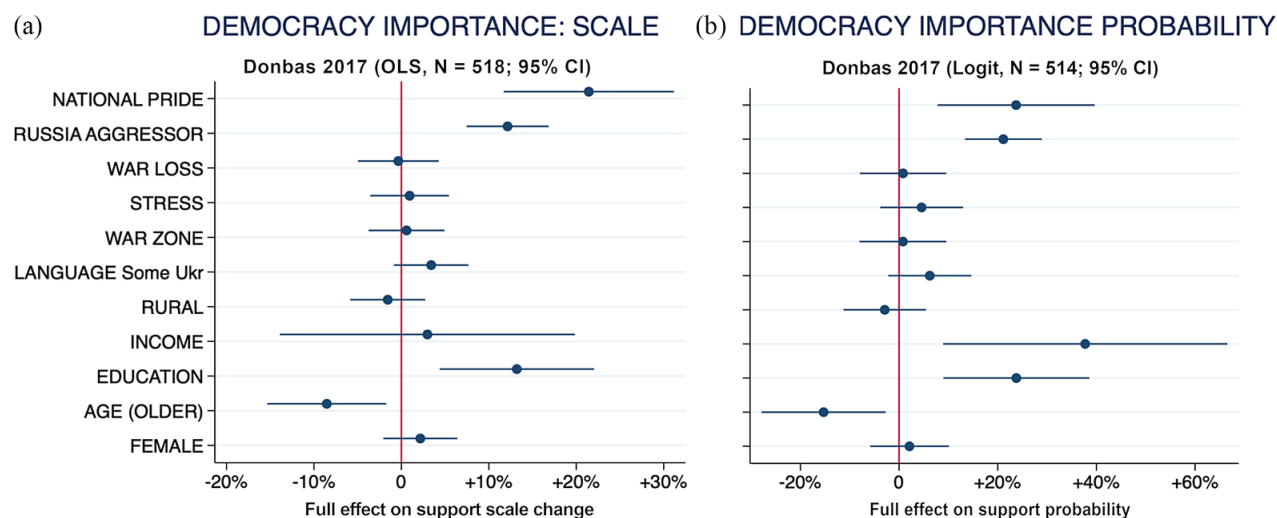 (a) DEMOCRACY IMPORTANCE: SCALE
Donbas 2017 (OLS, N = 518; 95% CI)
NATIONAL PRIDE
RUSSIA AGGRESSOR
WAR LOSS
STRESS
WAR ZONE
LANGUAGE Some Ukr
RURAL
INCOME
EDUCATION
AGE (OLDER)
FEMALE
-20% -10% 0 +10% +20% +30%
Full effect on support scale change
(b) DEMOCRACY IMPORTANCE PROBABILITY
Donbas 2017 (Logit, N = 514; 95% CI)
-20% 0 +20% +40% +60%
Full effect on support probability